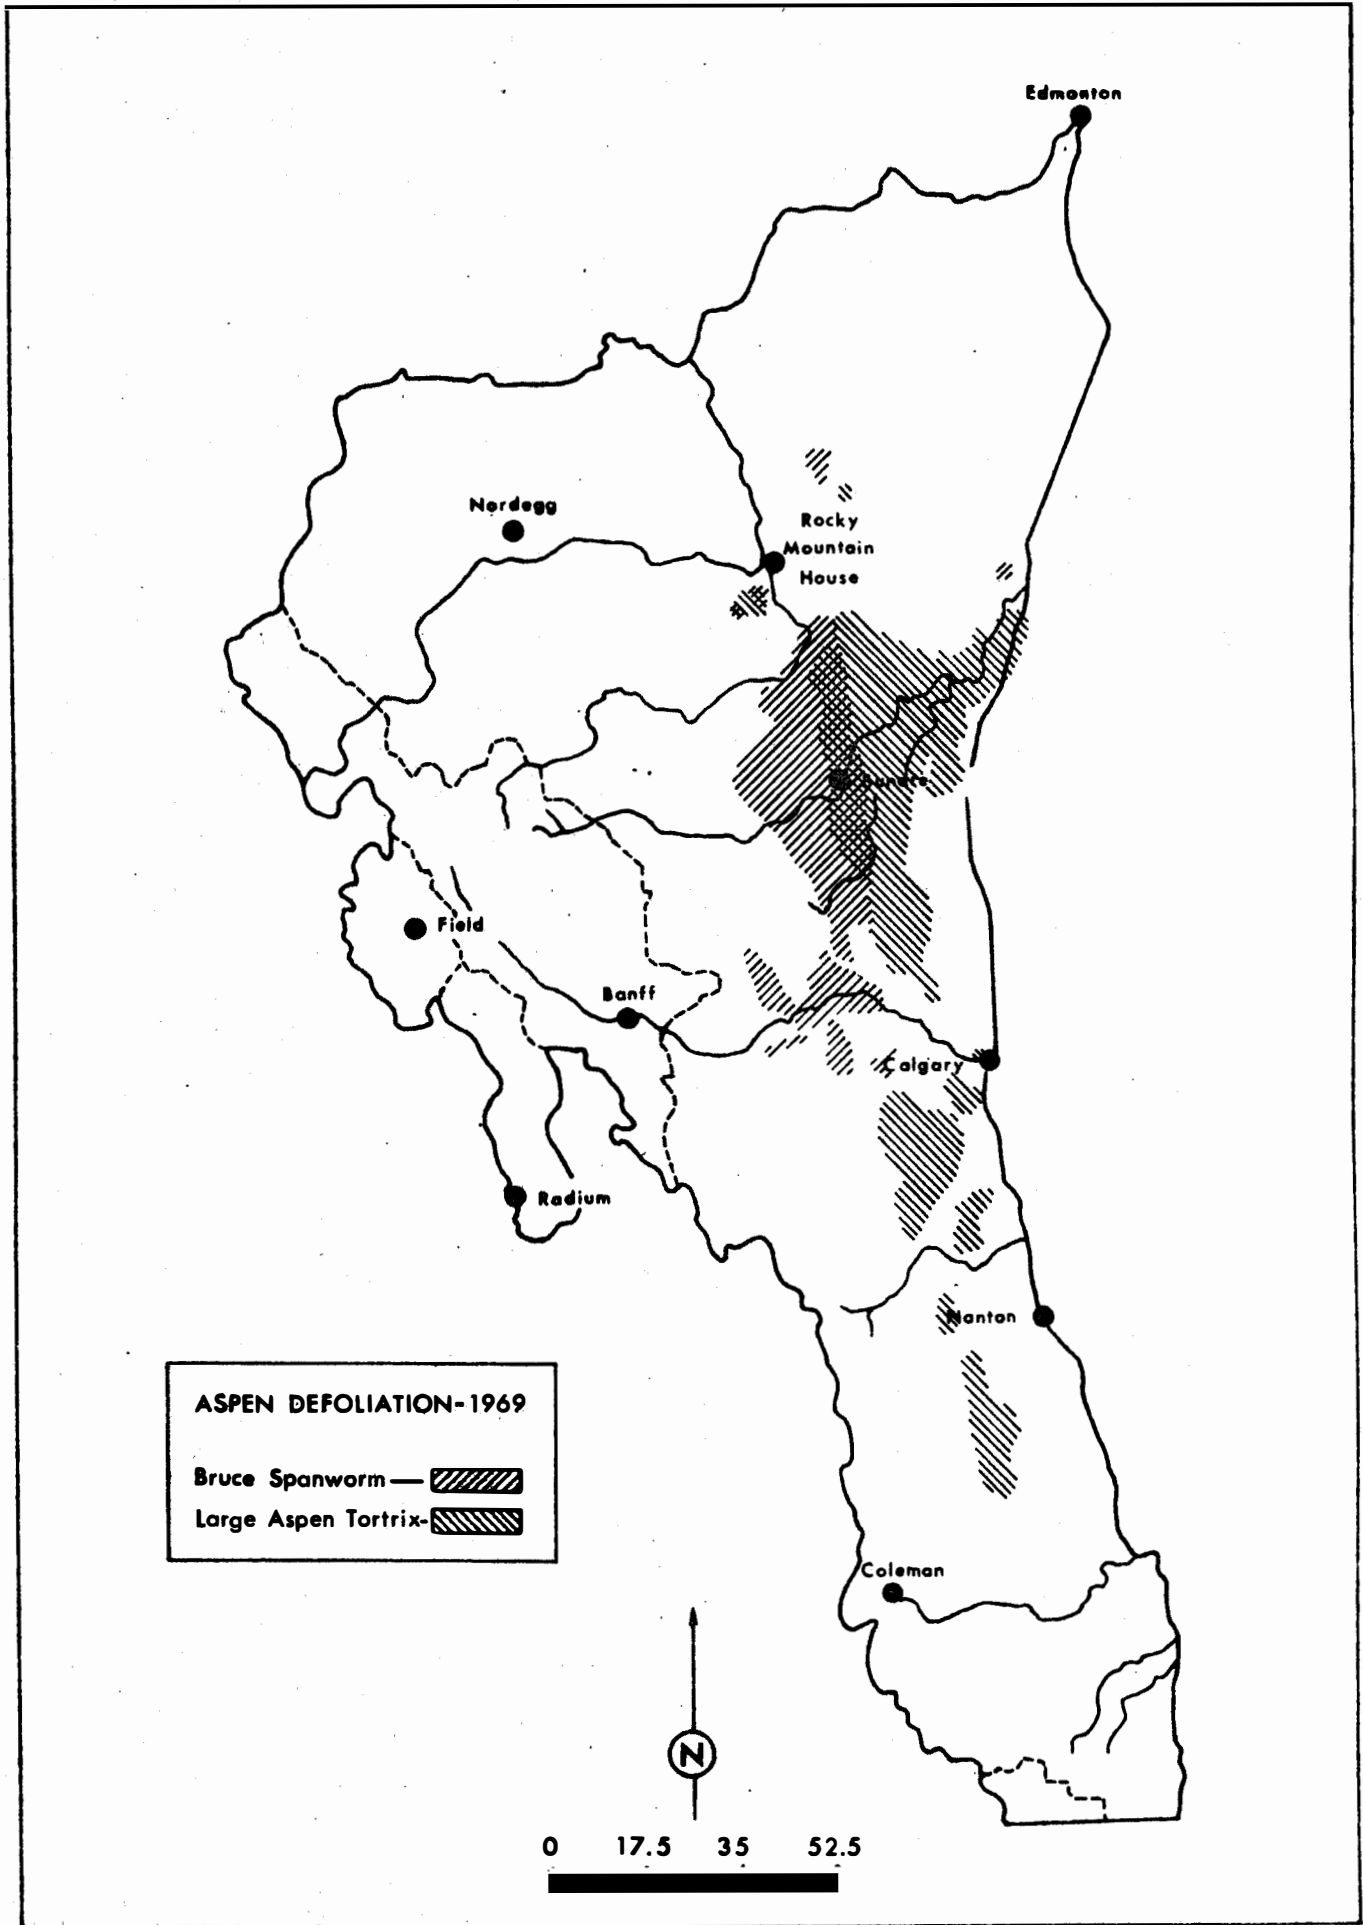 Edmonton
Nordegg
Rocky
Mountain
House
Sundre
Field
Banff
Calgary
Radium
Nanton
ASPEN DEFOLIATION-1969
Bruce Spanworm—
Large Aspen Tortrix-
Coleman
N
0 17.5 35 52.5